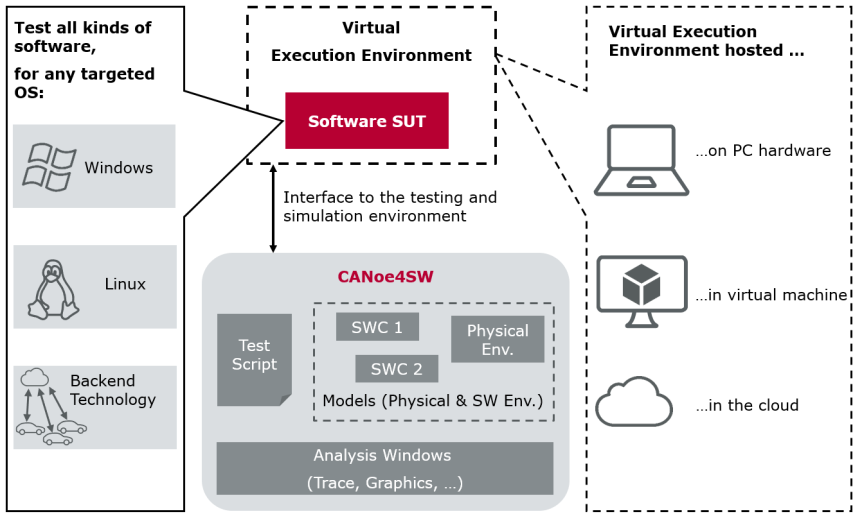 Test all kinds of
software,
for any targeted
OS:
Windows
Linux
Backend
Technology
Virtual
Execution Environment
Software SUT
Interface to the testing and
simulation environment
CANoe4SW
Test
Script
SWC 1
SWC 2
Physical
Env.
Models (Physical & SW Env.)
Analysis Windows
(Trace, Graphics, …)
Virtual Execution
Environment hosted …
…on PC hardware
…in virtual machine
…in the cloud